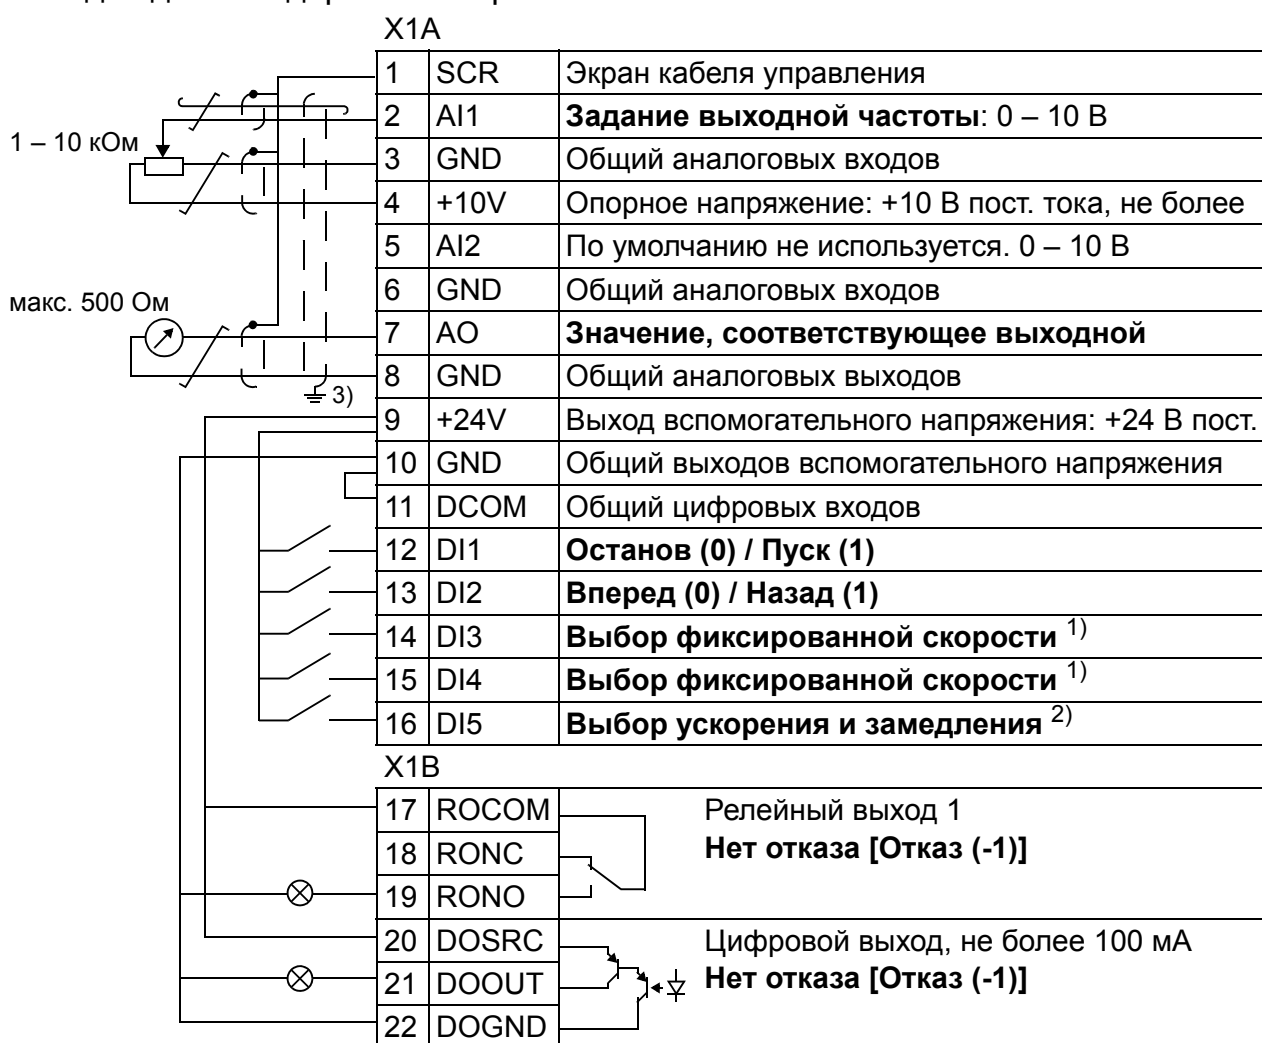 X1A
1 SCR Экран кабеля управления
2 AI1 Задание выходной частоты: 0 – 10 В
1 – 10 кОм
3 GND Общий аналоговых входов
4 +10V Опорное напряжение: +10 В пост. тока, не более
5 AI2 По умолчанию не используется. 0 – 10 В
6 GND Общий аналоговых входов
макс. 500 Ом
7 AO Значение, соответствующее выходной
8 GND Общий аналоговых выходов
3)
9 +24V Выход вспомогательного напряжения: +24 В пост.
10 GND Общий выходов вспомогательного напряжения
11 DCOM Общий цифровых входов
12 DI1 Останов (0) / Пуск (1)
13 DI2 Вперед (0) / Назад (1)
14 DI3 Выбор фиксированной скорости 1)
15 DI4 Выбор фиксированной скорости 1)
16 DI5 Выбор ускорения и замедления 2)
X1B
17 ROCOM Релейный выход 1
18 RONC Нет отказа [Отказ (-1)]
19 RONO
20 DOSRC Цифровой выход, не более 100 мА
21 DOOUT Нет отказа [Отказ (-1)]
22 DOGND